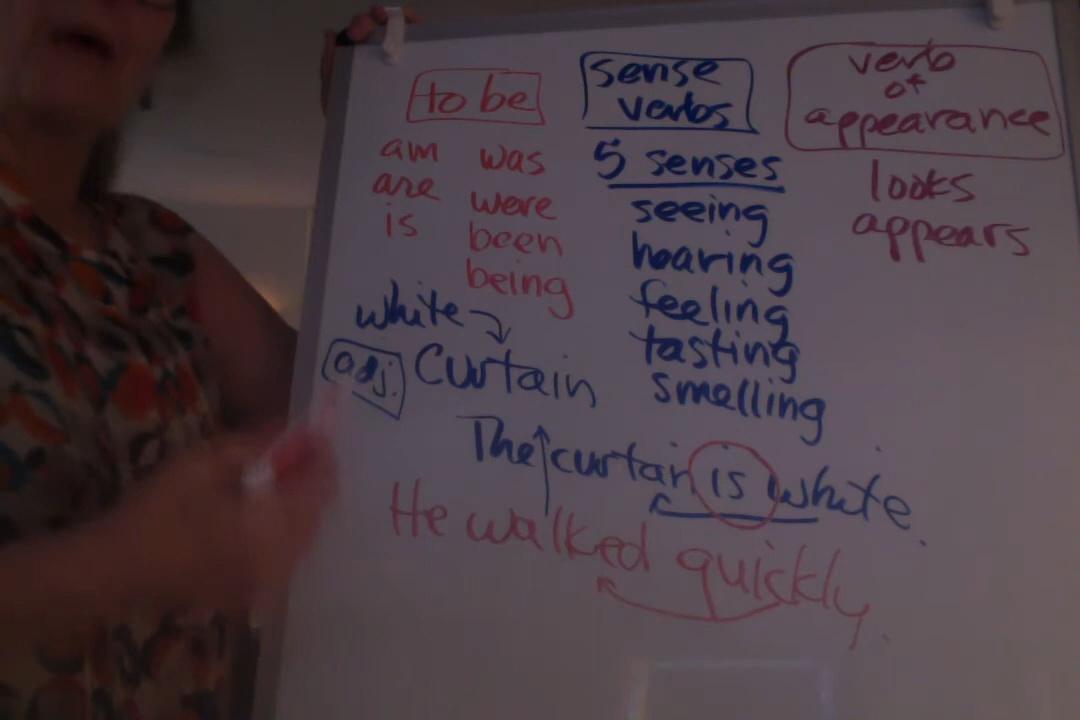 to be
am was
are were
is been
being
sense
verbs
5 senses
seeing
hearing
feeling
tasting
smelling
verb
of
appearance
looks
appears
white
adj. Curtain
The curtain is white.
He walked quickly.